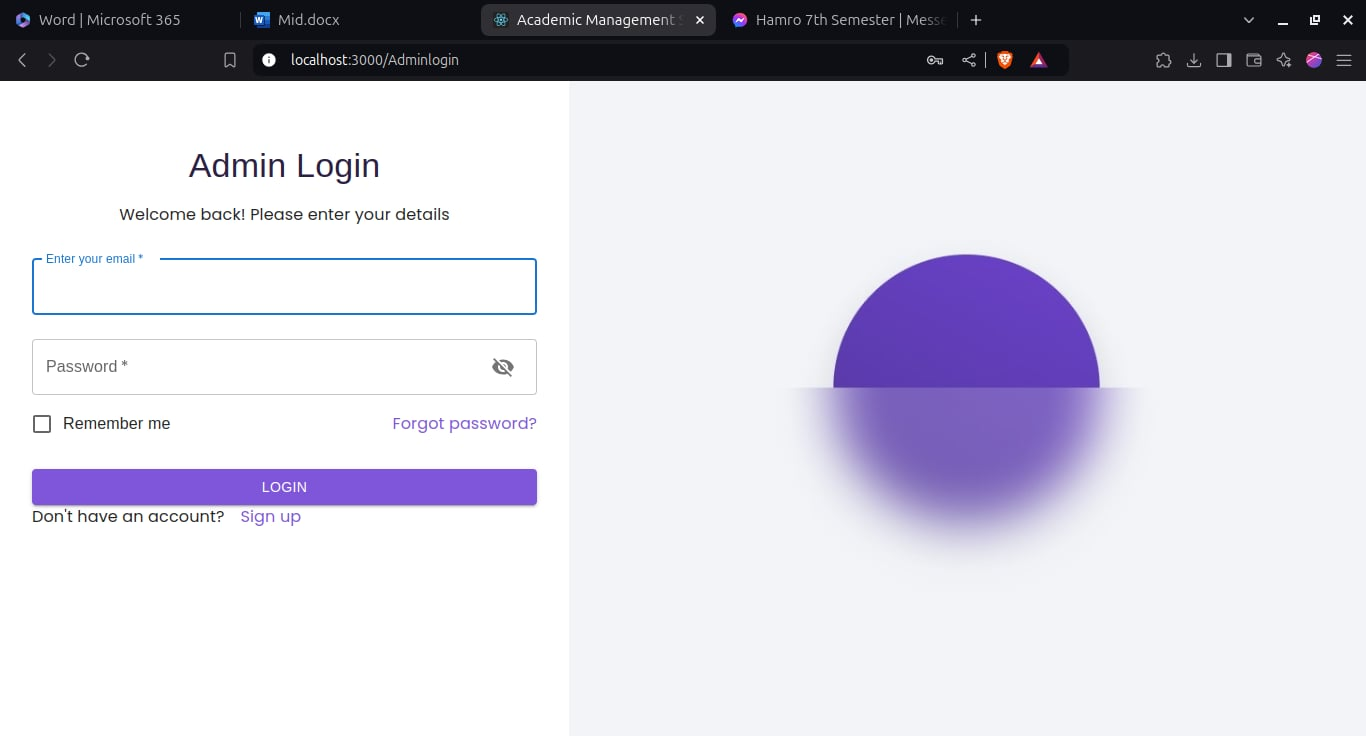 Word | Microsoft 365
Mid.docx
Academic Management
Hamro 7th Semester | Messe
localhost:3000/Adminlogin
Admin Login
Welcome back! Please enter your details
Enter your email *
Password *
Remember me
Forgot password?
LOGIN
Don't have an account? Sign up